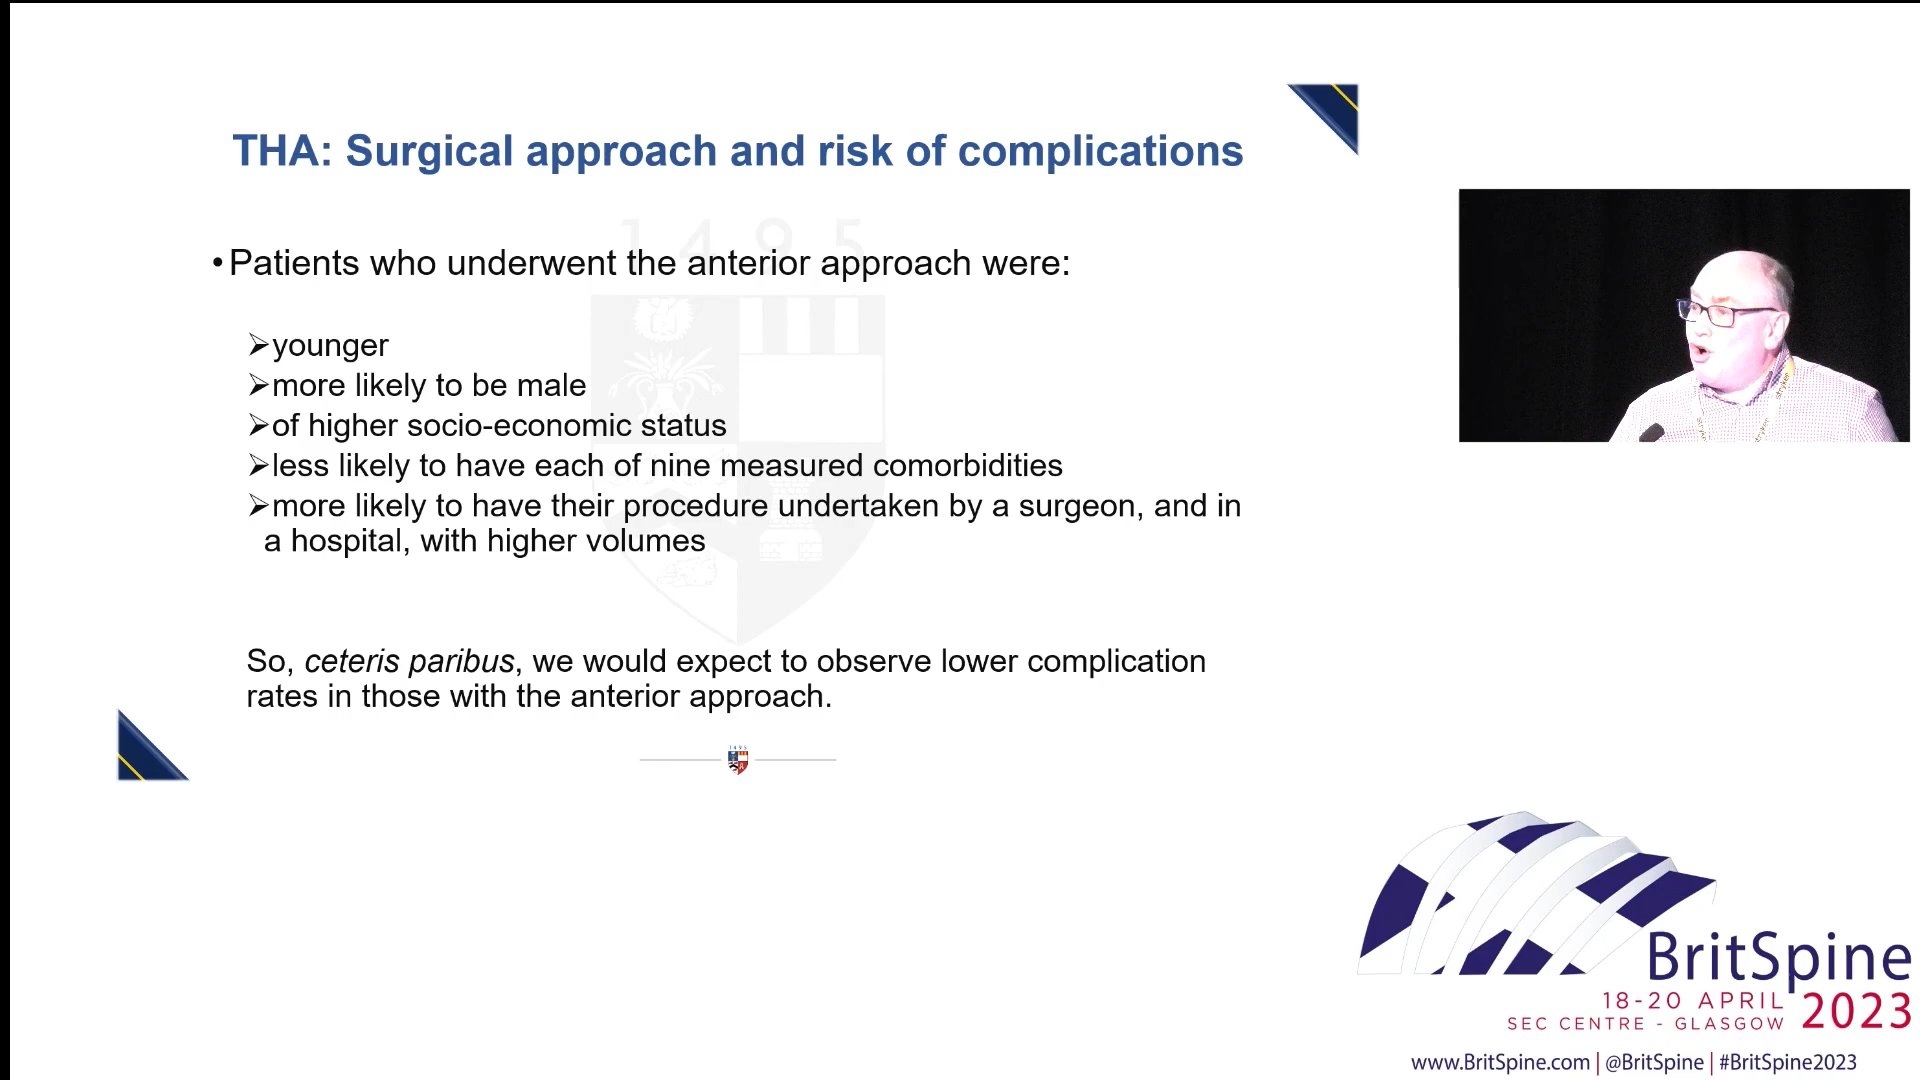 THA: Surgical approach and risk of complications
1495
•Patients who underwent the anterior approach were:
➢younger
➢more likely to be male
➢of higher socio-economic status
➢less likely to have each of nine measured comorbidities
➢more likely to have their procedure undertaken by a surgeon, and in
a hospital, with higher volumes
So, ceteris paribus, we would expect to observe lower complication
rates in those with the anterior approach.
1495
stryker
stryker
BritSpine
18-20 APRIL 2023
SEC CENTRE - GLASGOW
www.BritSpine.com | @BritSpine | #BritSpine2023